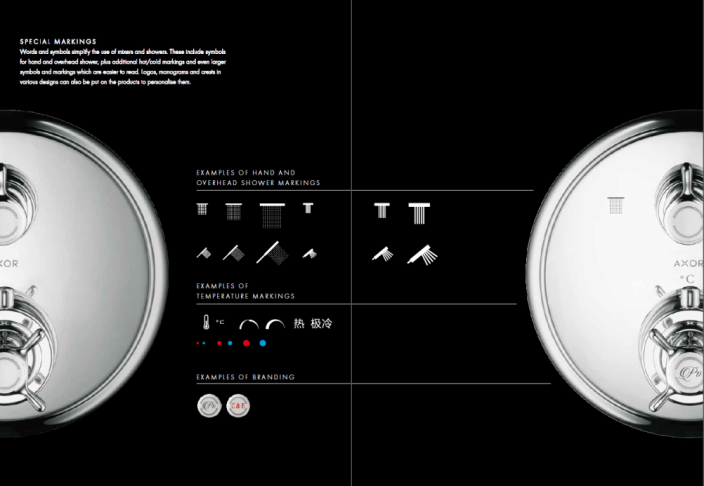 SPECIAL MARKINGS
Words and symbols simplify the use of mixers and showers. These include symbols
for hand and overhead shower, plus additional hot/cold markings and even larger
symbols and markings which are easier to read. Logos, monograms and crests in
various designs can also be put on the products to personalise them.
EXAMPLES OF HAND AND
OVERHEAD SHOWER MARKINGS
XOR
AXOR
°C
EXAMPLES OF
TEMPERATURE MARKINGS
°C 热 极冷
EXAMPLES OF BRANDING
C&E